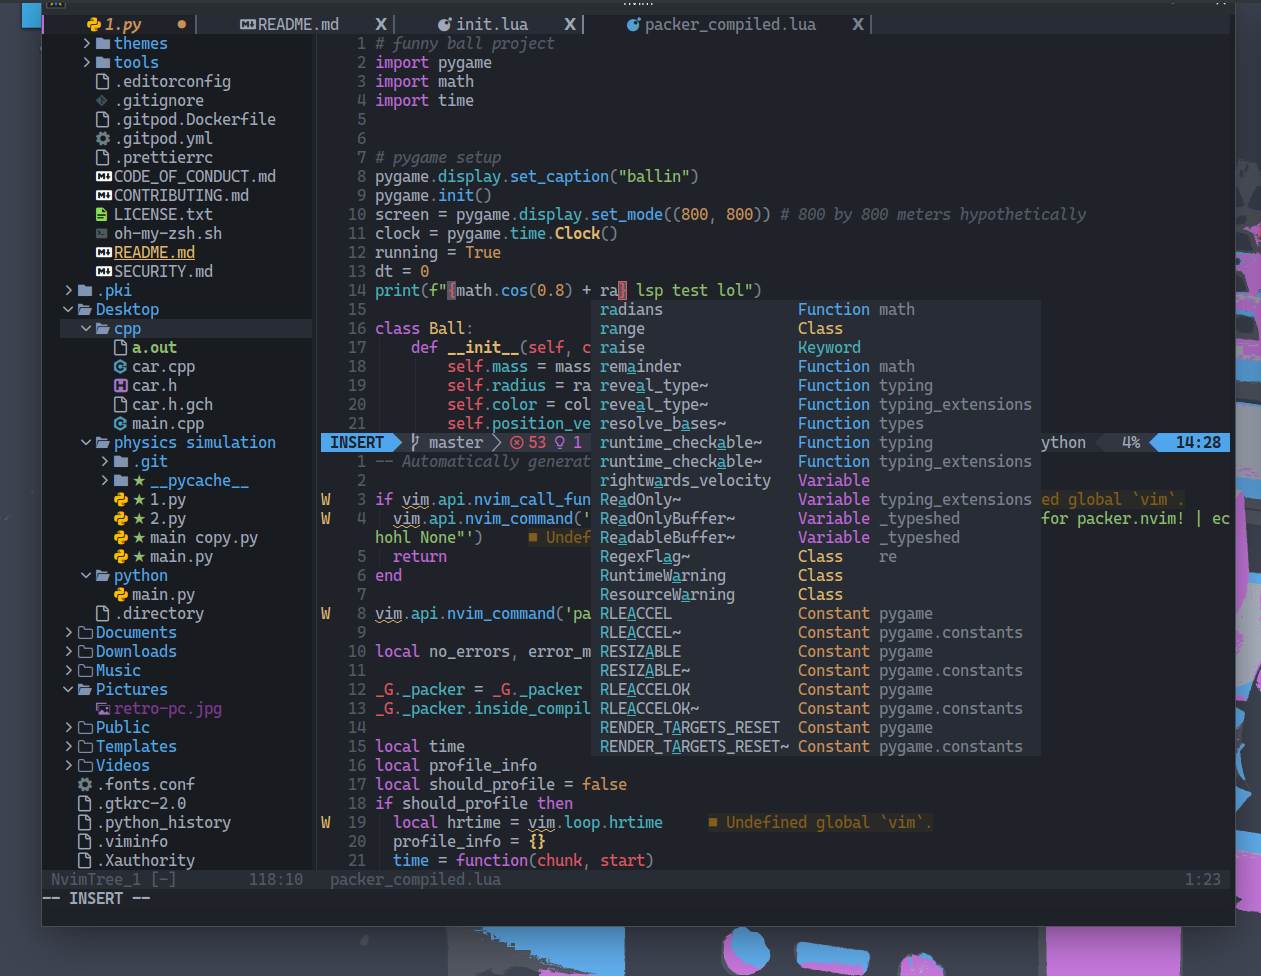 1.py ● README.md X init.lua X packer_compiled.lua X
themes
tools
.editorconfig
.gitignore
.gitpod.Dockerfile
.gitpod.yml
.prettierrc
CODE_OF_CONDUCT.md
CONTRIBUTING.md
LICENSE.txt
oh-my-zsh.sh
README.md
SECURITY.md
.pki
Desktop
cpp
a.out
car.cpp
car.h
car.h.gch
main.cpp
physics simulation
.git
★ __pycache__
★ 1.py
★ 2.py
★ main copy.py
★ main.py
python
main.py
.directory
Documents
Downloads
Music
Pictures
retro-pc.jpg
Public
Templates
Videos
.fonts.conf
.gtkrc-2.0
.python_history
.viminfo
.Xauthority
1 # funny ball project
2 import pygame
3 import math
4 import time
5
6
7 # pygame setup
8 pygame.display.set_caption("ballin")
9 pygame.init()
10 screen = pygame.display.set_mode((800, 800)) # 800 by 800 meters hypothetically
11 clock = pygame.time.Clock()
12 running = True
13 dt = 0
14 print(f"{math.cos(0.8) + ra} lsp test lol")
15
16 class Ball:
17 def __init__(self, c
18 self.mass = mass
19 self.radius = ra
20 self.color = col
21 self.position_ve
radians Function math
range Class
raise Keyword
remainder Function math
reveal_type~ Function typing
reveal_type~ Function typing_extensions
resolve_bases~ Function types
runtime_checkable~ Function typing
runtime_checkable~ Function typing_extensions
rightwards_velocity Variable
ReadOnly~ Variable typing_extensions
ReadOnlyBuffer~ Variable _typeshed
ReadableBuffer~ Variable _typeshed
RegexFlag~ Class re
RuntimeWarning Class
ResourceWarning Class
RLEACCEL Constant pygame
RLEACCEL~ Constant pygame.constants
RESIZABLE Constant pygame
RESIZABLE~ Constant pygame.constants
RLEACCELOK Constant pygame
RLEACCELOK~ Constant pygame.constants
RENDER_TARGETS_RESET Constant pygame
RENDER_TARGETS_RESET~ Constant pygame.constants
INSERT master 53 1 ython 4% 14:28
1 -- Automatically generat
2
W 3 if vim.api.nvim_call_fun ed global `vim`.
W 4 vim.api.nvim_command(' for packer.nvim! | ec
hohl None"') ■ Undef
5 return
6 end
7
W 8 vim.api.nvim_command('pa
9
10 local no_errors, error_m
11
12 _G._packer = _G._packer
13 _G._packer.inside_compil
14
15 local time
16 local profile_info
17 local should_profile = false
18 if should_profile then
W 19 local hrtime = vim.loop.hrtime ■ Undefined global `vim`.
20 profile_info = {}
21 time = function(chunk, start)
NvimTree_1 [-] 118:10 packer_compiled.lua 1:23
-- INSERT --